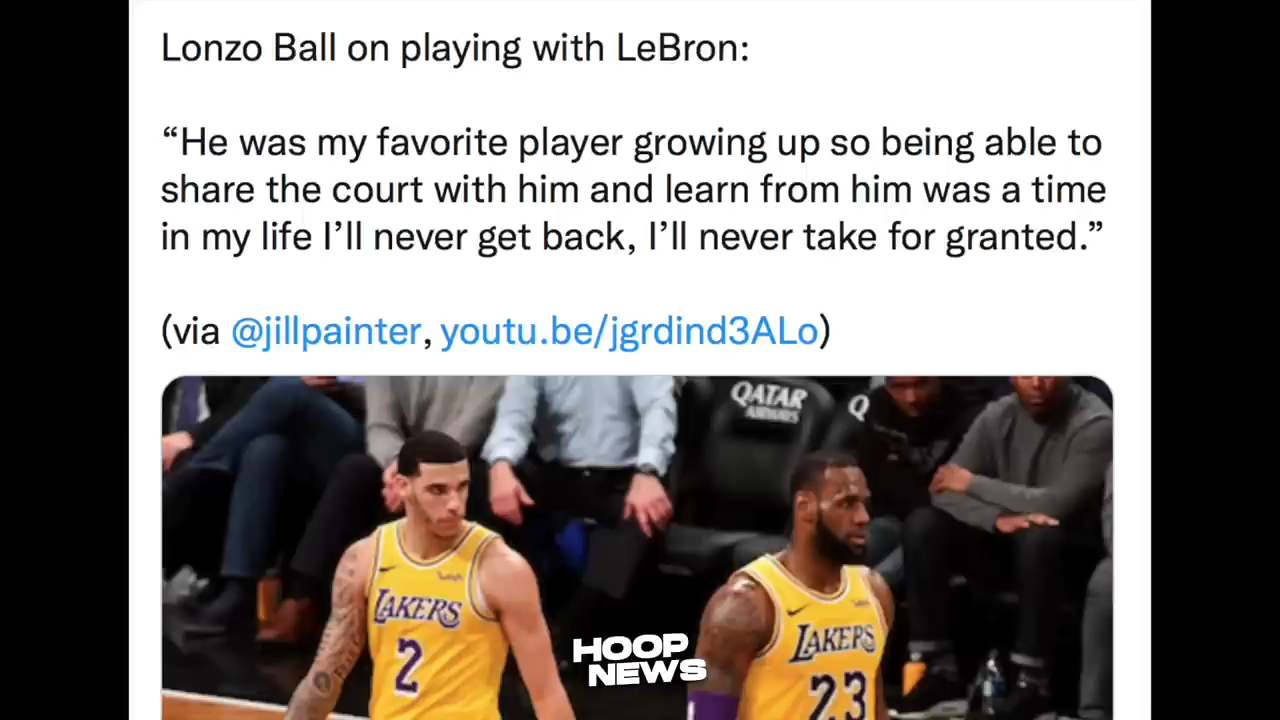 Lonzo Ball on playing with LeBron:
“He was my favorite player growing up so being able to
share the court with him and learn from him was a time
in my life I’ll never get back, I’ll never take for granted.”
(via @jillpainter, youtu.be/jgrdind3ALo)
QATAR
AIRWAYS
Q
LAKERS
2
LAKERS
23
HOOP
NEWS